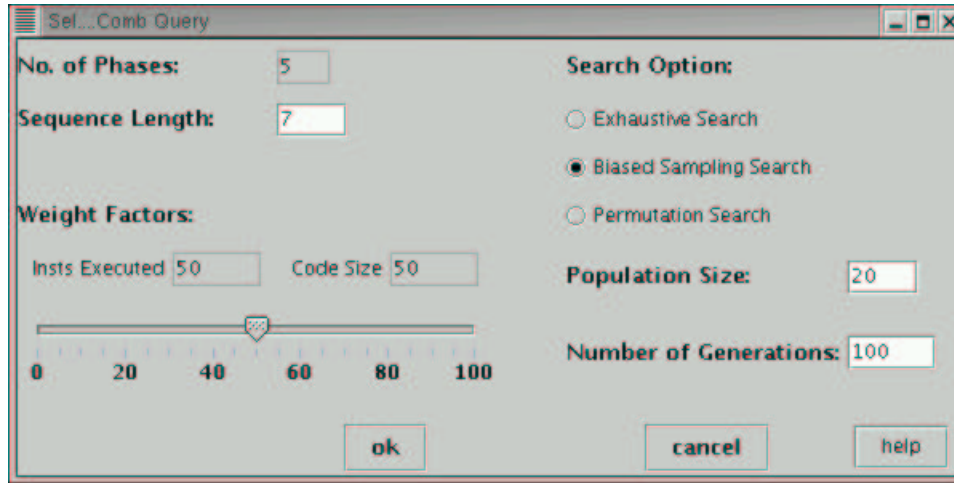 Sel....Comb Query
No. of Phases: 5
Sequence Length: 7
Weight Factors:
Insts Executed 50 Code Size 50
0 20 40 60 80 100
Search Option:
Exhaustive Search
Biased Sampling Search
Permutation Search
Population Size: 20
Number of Generations: 100
ok cancel help